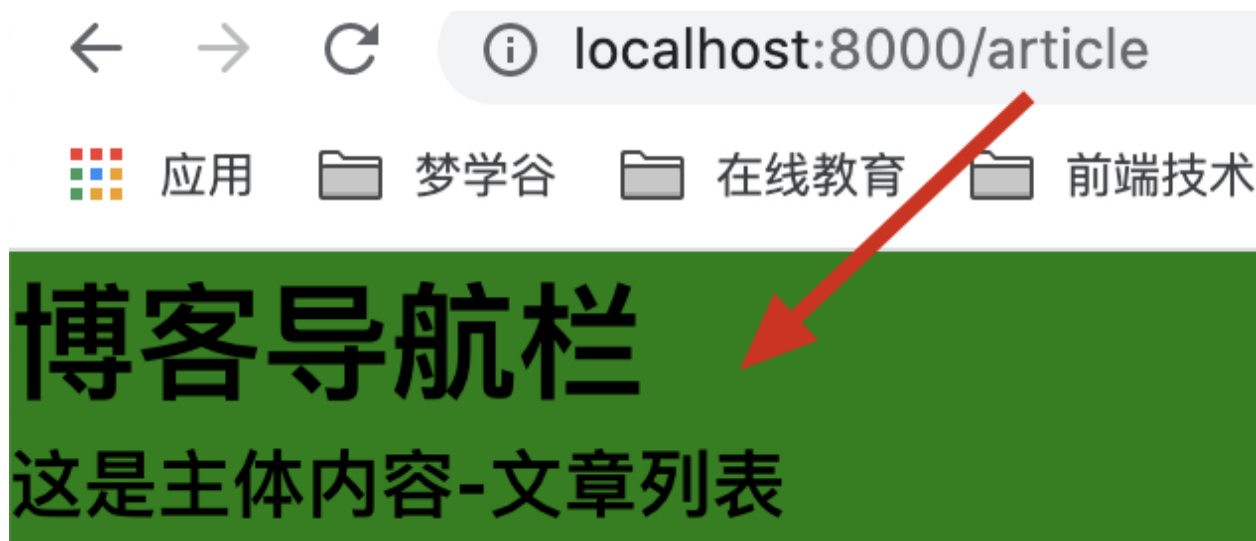 localhost:8000/article
应用 梦学谷 在线教育 前端技术
博客导航栏
这是主体内容-文章列表